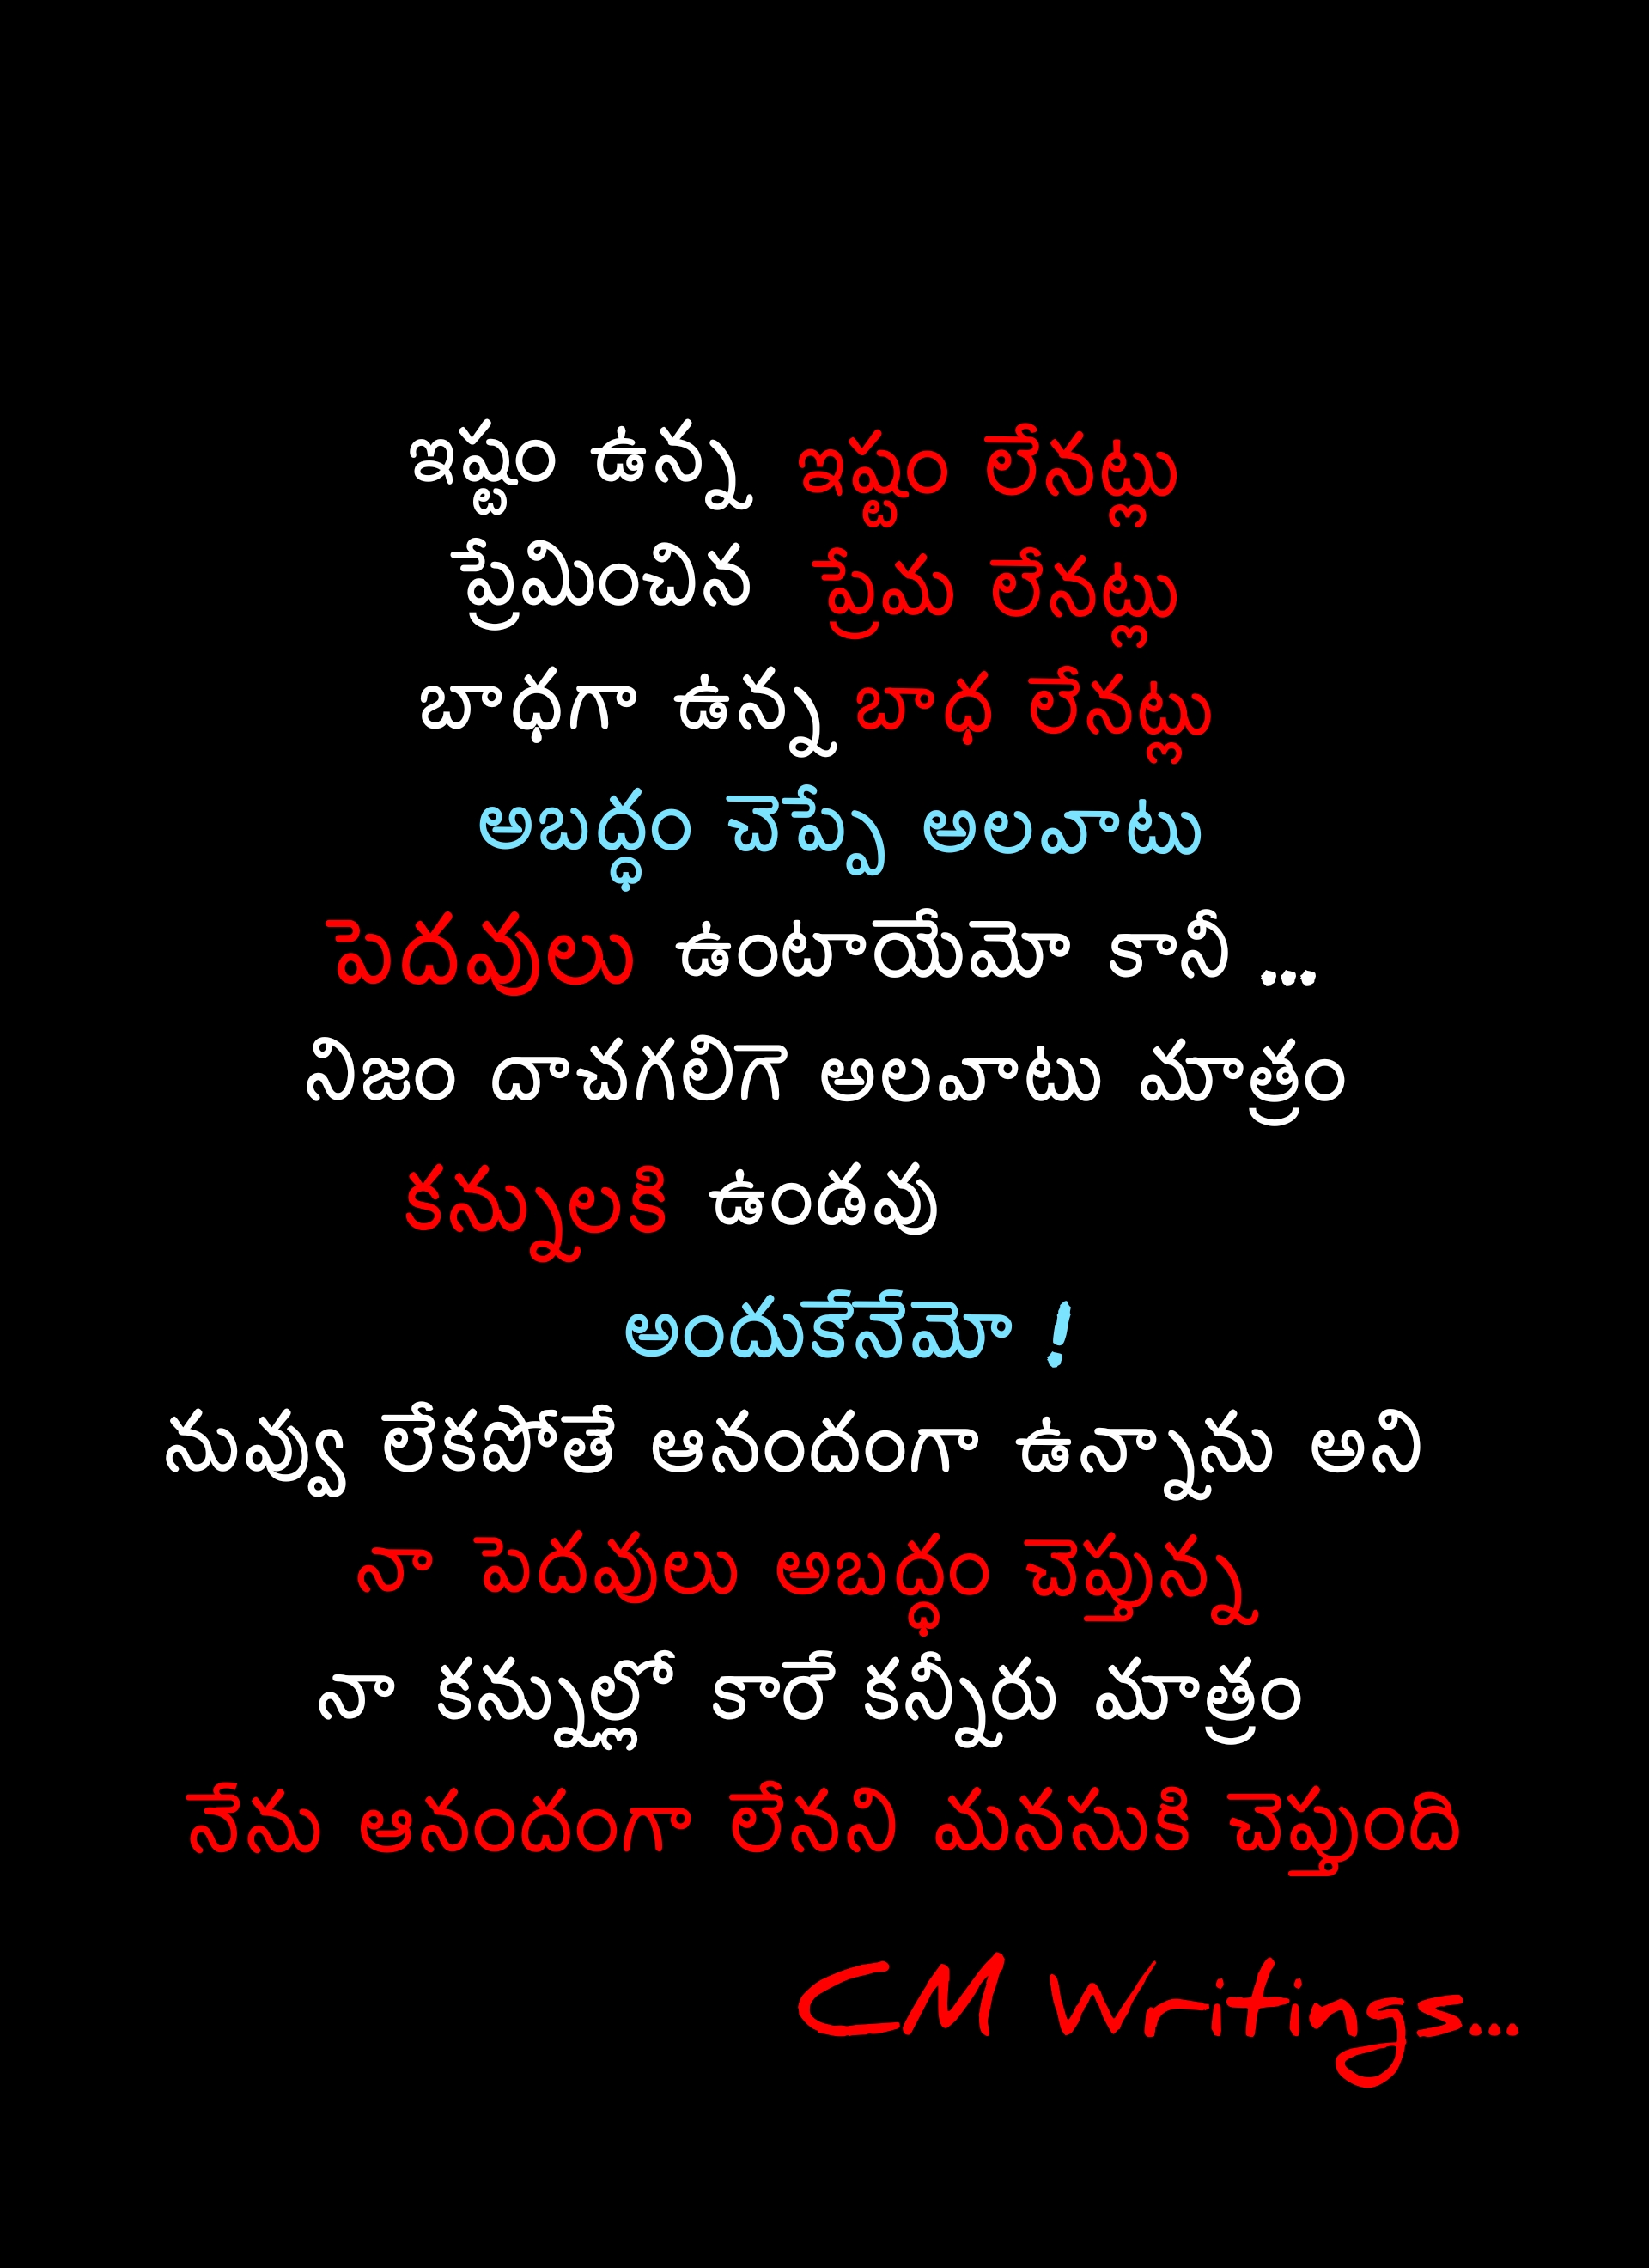 ఇష్టం ఉన్న ఇష్టం లేనట్లు
ప్రేమించిన ప్రేమ లేనట్లు
బాధగా ఉన్న బాధ లేనట్లు
అబద్ధం చెప్పే అలవాటు
పెదవులు ఉంటాయేమో కానీ ...
నిజం దాచగలిగె అలవాటు మాత్రం
కన్నులకి ఉండవు
అందుకేనేమో !
నువ్వు లేకపోతే ఆనందంగా ఉన్నాను అని
నా పెదవులు అబద్ధం చెప్తున్న
నా కన్నుల్లో కారే కన్నీరు మాత్రం
నేను ఆనందంగా లేనని మనసుకి చెప్తుంది
CM Writings...